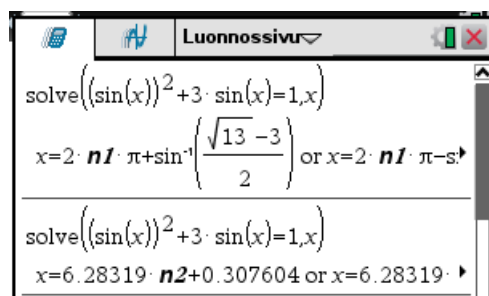 Luonnossivu
solve((sin(x))²+3·sin(x)=1,x)
x=2·n1·π+sin⁻¹((√13−3)/2) or x=2·n1·π−s
solve((sin(x))²+3·sin(x)=1,x)
x=6.28319·n2+0.307604 or x=6.28319·